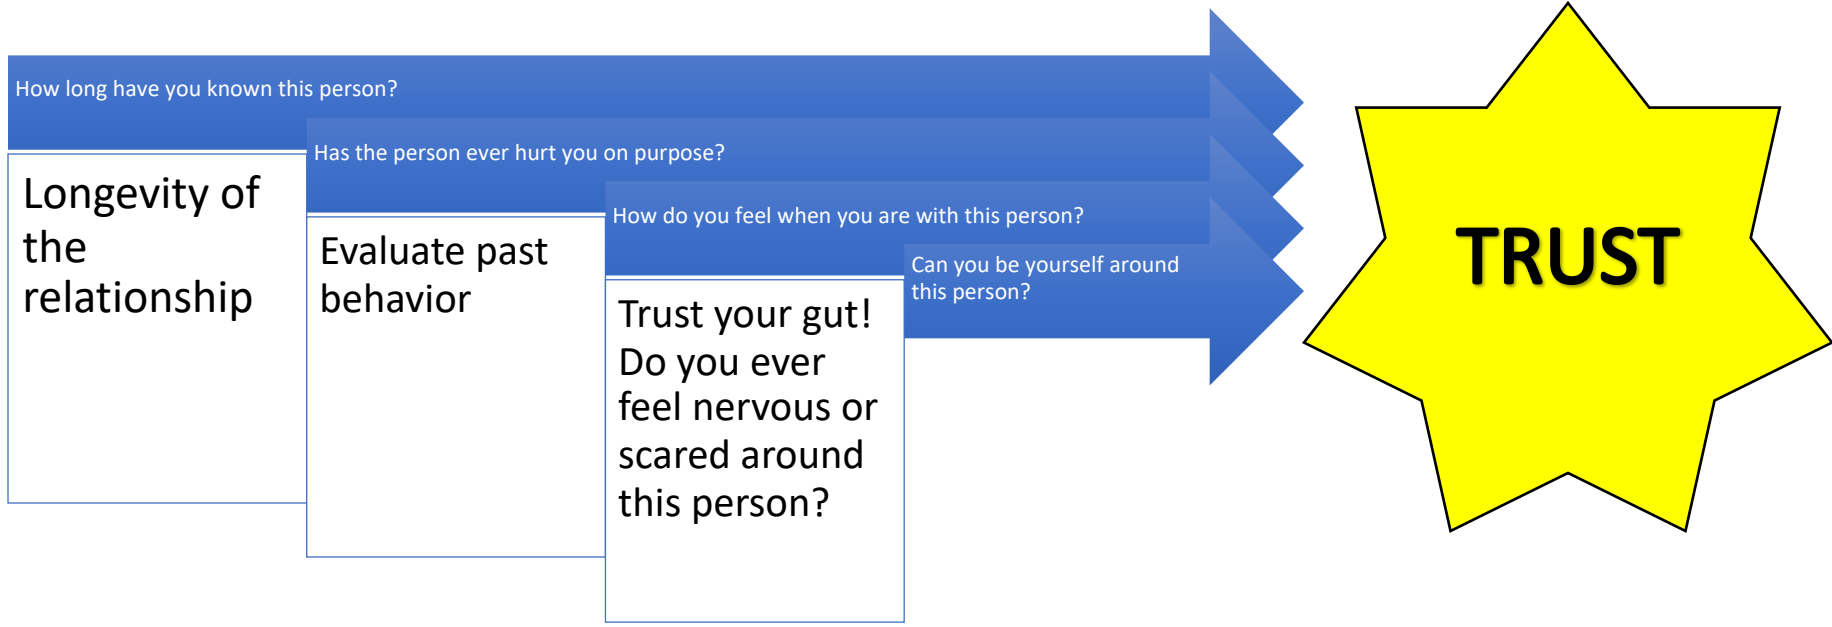 How long have you known this person?
Longevity of
the
relationship
Has the person ever hurt you on purpose?
Evaluate past
behavior
How do you feel when you are with this person?
Trust your gut!
Do you ever
feel nervous or
scared around
this person?
Can you be yourself around
this person?
TRUST